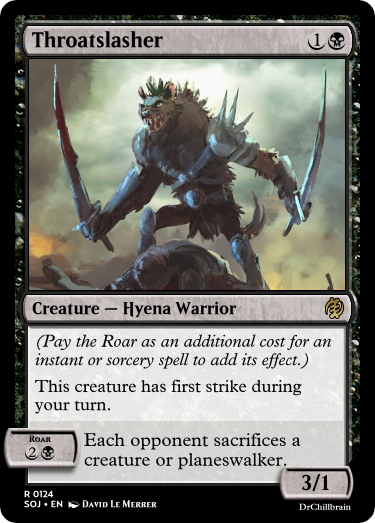 Throatslasher 1
Creature — Hyena Warrior
(Pay the Roar as an additional cost for an
instant or sorcery spell to add its effect.)
This creature has first strike during
your turn.
ROAR
2
Each opponent sacrifices a
creature or planeswalker.
3/1
R 0124
SOJ • EN DAVID LE MERRER
DrChillbrain